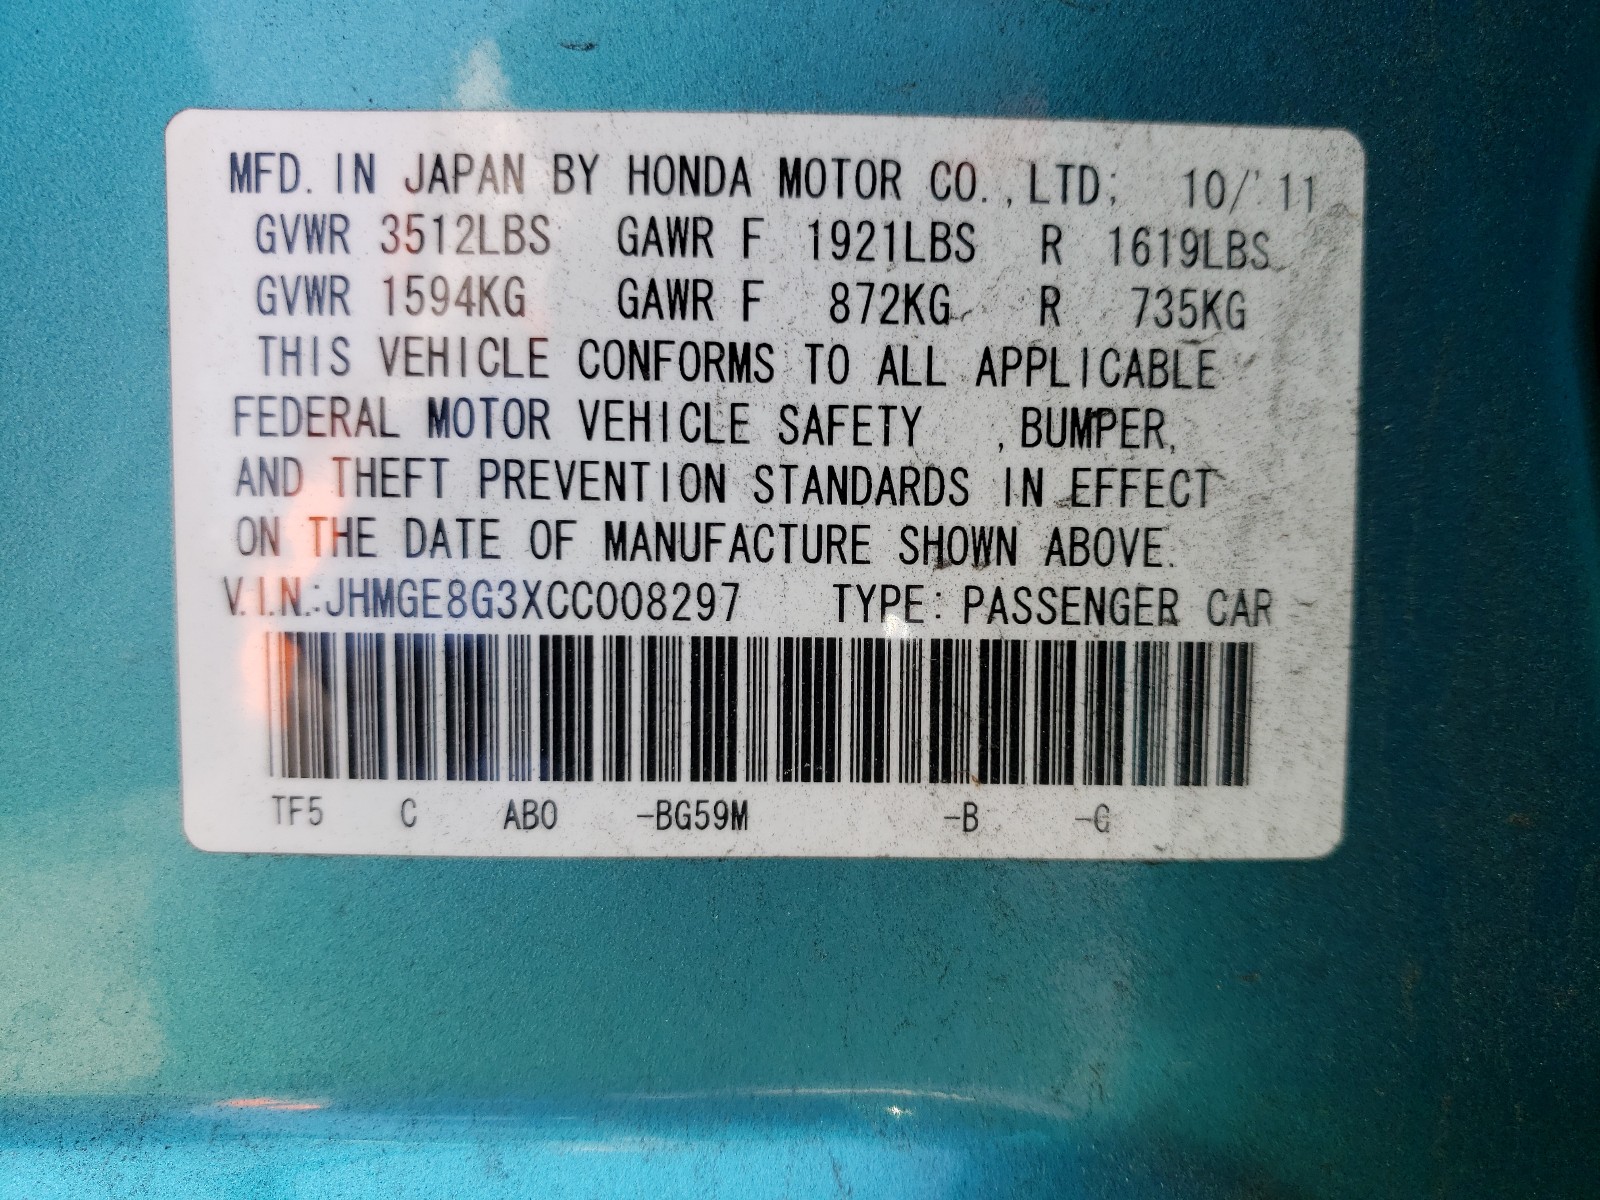 MFD. IN JAPAN BY HONDA MOTOR CO.,LTD; 10/'11
GVWR 3512LBS GAWR F 1921LBS R 1619LBS
GVWR 1594KG GAWR F 872KG R 735KG
THIS VEHICLE CONFORMS TO ALL APPLICABLE
FEDERAL MOTOR VEHICLE SAFETY ,BUMPER,
AND THEFT PREVENTION STANDARDS IN EFFECT
ON THE DATE OF MANUFACTURE SHOWN ABOVE.
V.I.N.:JHMGE8G3XCC008297 TYPE: PASSENGER CAR
TF5 C AB0 -BG59M -B -C